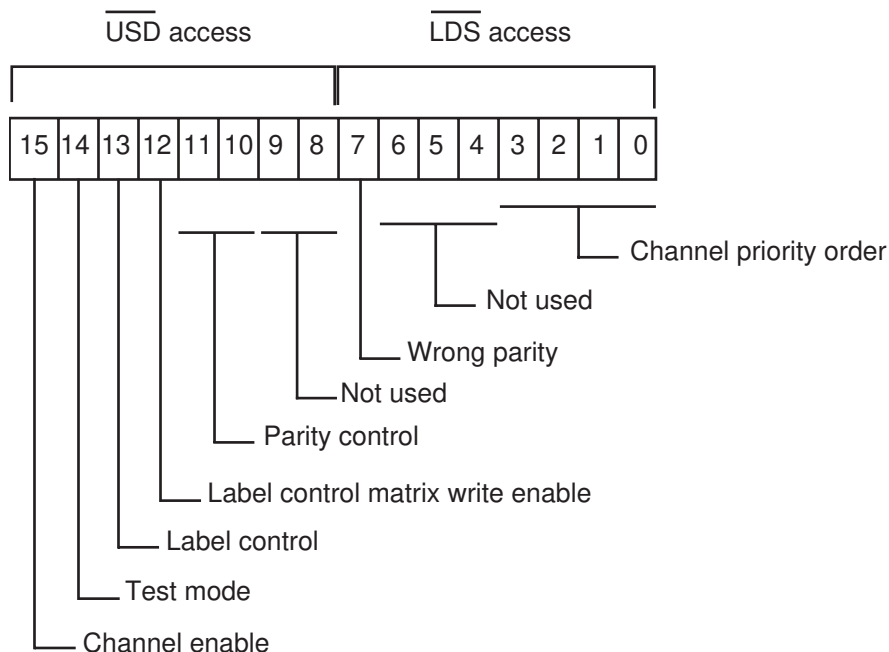 USD access LDS access
15 14 13 12 11 10 9 8 7 6 5 4 3 2 1 0
Channel priority order
Not used
Wrong parity
Not used
Parity control
Label control matrix write enable
Label control
Test mode
Channel enable